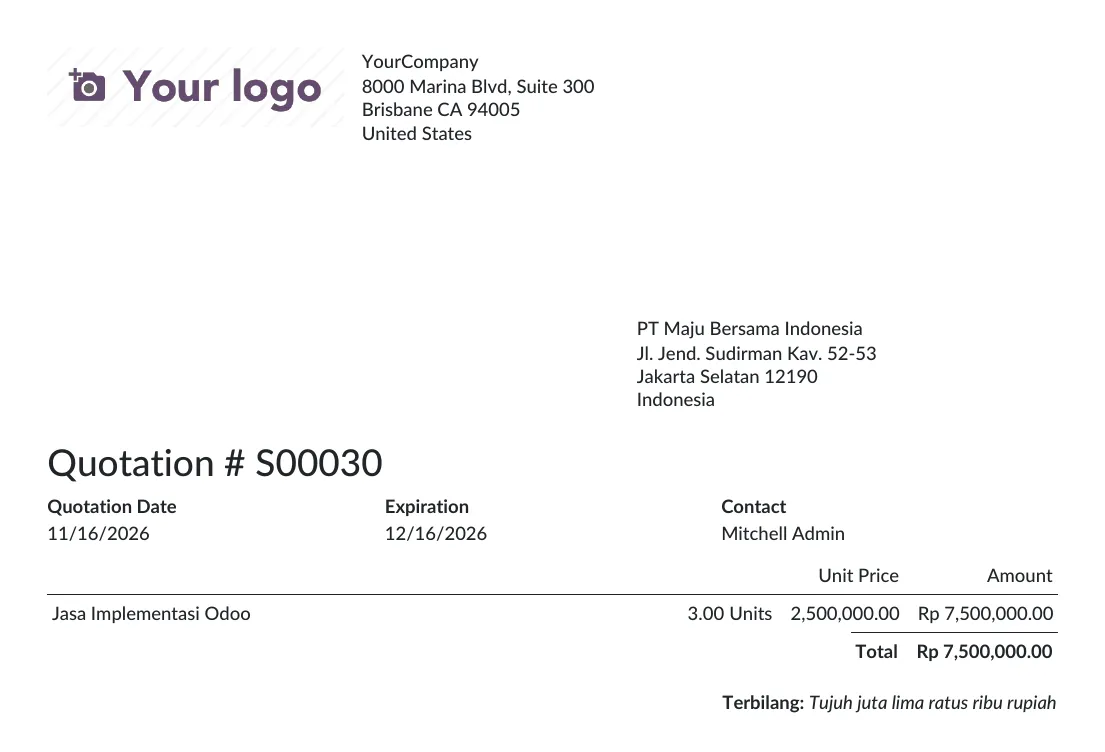 Your logo
YourCompany
8000 Marina Blvd, Suite 300
Brisbane CA 94005
United States
PT Maju Bersama Indonesia
Jl. Jend. Sudirman Kav. 52-53
Jakarta Selatan 12190
Indonesia
Quotation # S00030
Quotation Date Expiration Contact
11/16/2026 12/16/2026 Mitchell Admin
Unit Price Amount
Jasa Implementasi Odoo 3.00 Units 2,500,000.00 Rp 7,500,000.00
Total Rp 7,500,000.00
Terbilang: Tujuh juta lima ratus ribu rupiah